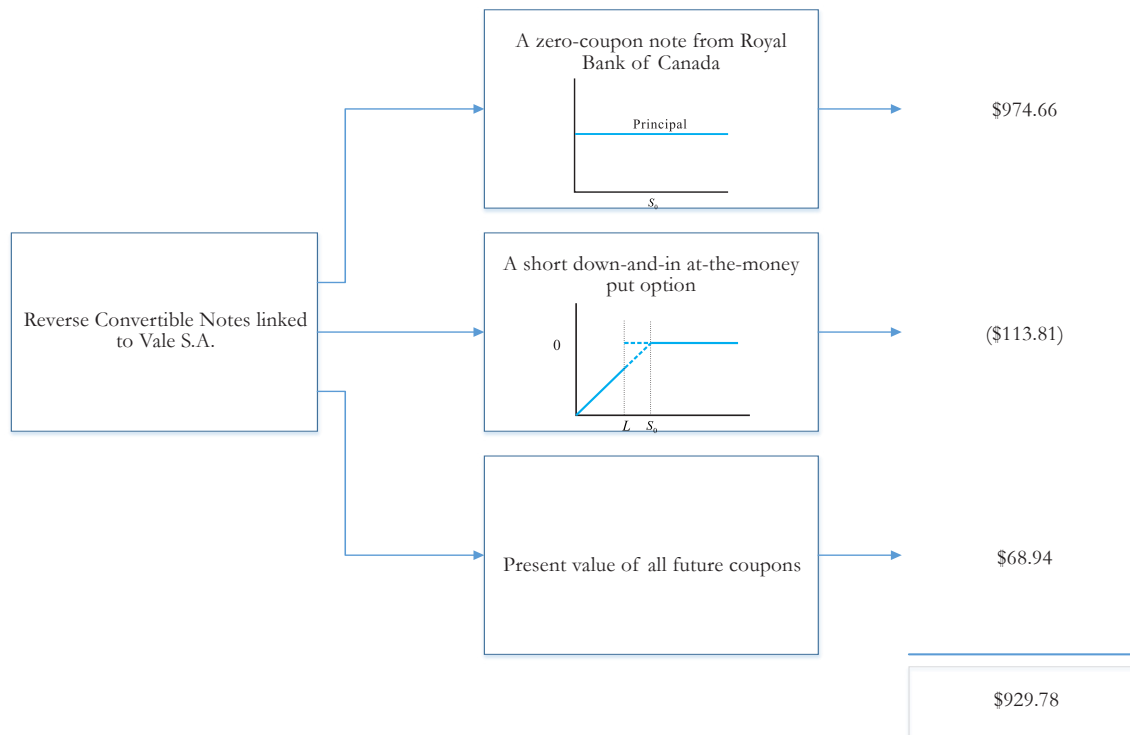 Reverse Convertible Notes linked
to Vale S.A.
A zero-coupon note from Royal
Bank of Canada
Principal
S₀
$974.66
A short down-and-in at-the-money
put option
0
L S₀
($113.81)
Present value of all future coupons
$68.94
$929.78